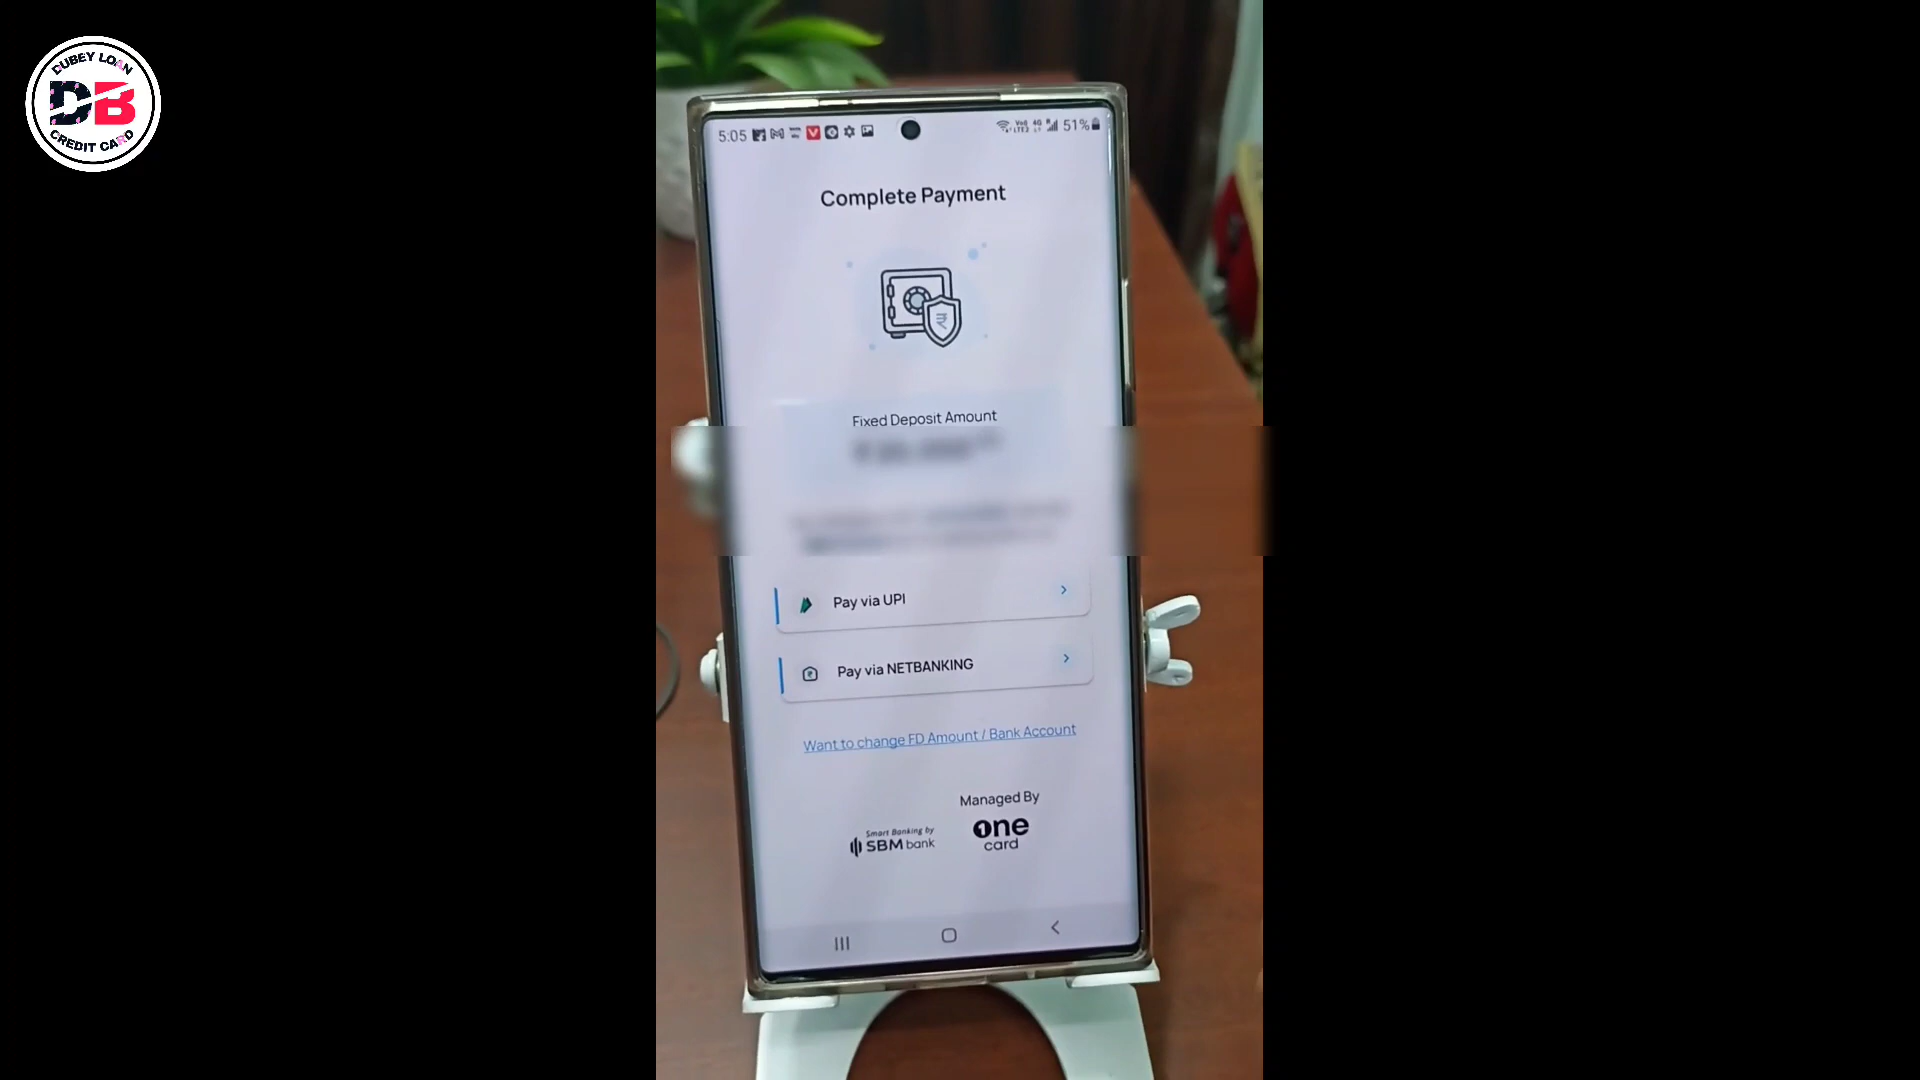 DUBEY LOAN
DB
CREDIT CARD
5:05
51%
Complete Payment
Fixed Deposit Amount
Pay via UPI
Pay via NETBANKING
Want to change FD Amount / Bank Account
Managed By
Smart Banking by
SBM bank
one
card